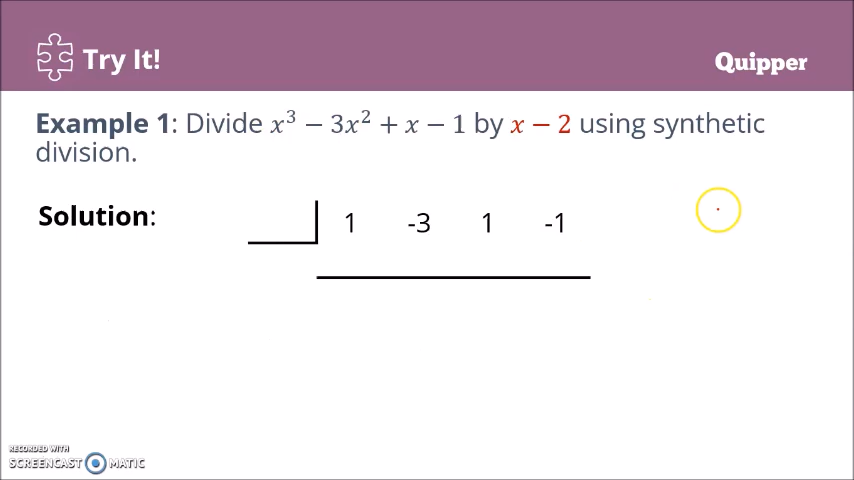 Try It!
Quipper
Example 1: Divide x³ − 3x² + x − 1 by x − 2 using synthetic
division.
Solution:
1 -3 1 -1
RECORDED WITH
SCREENCAST MATIC